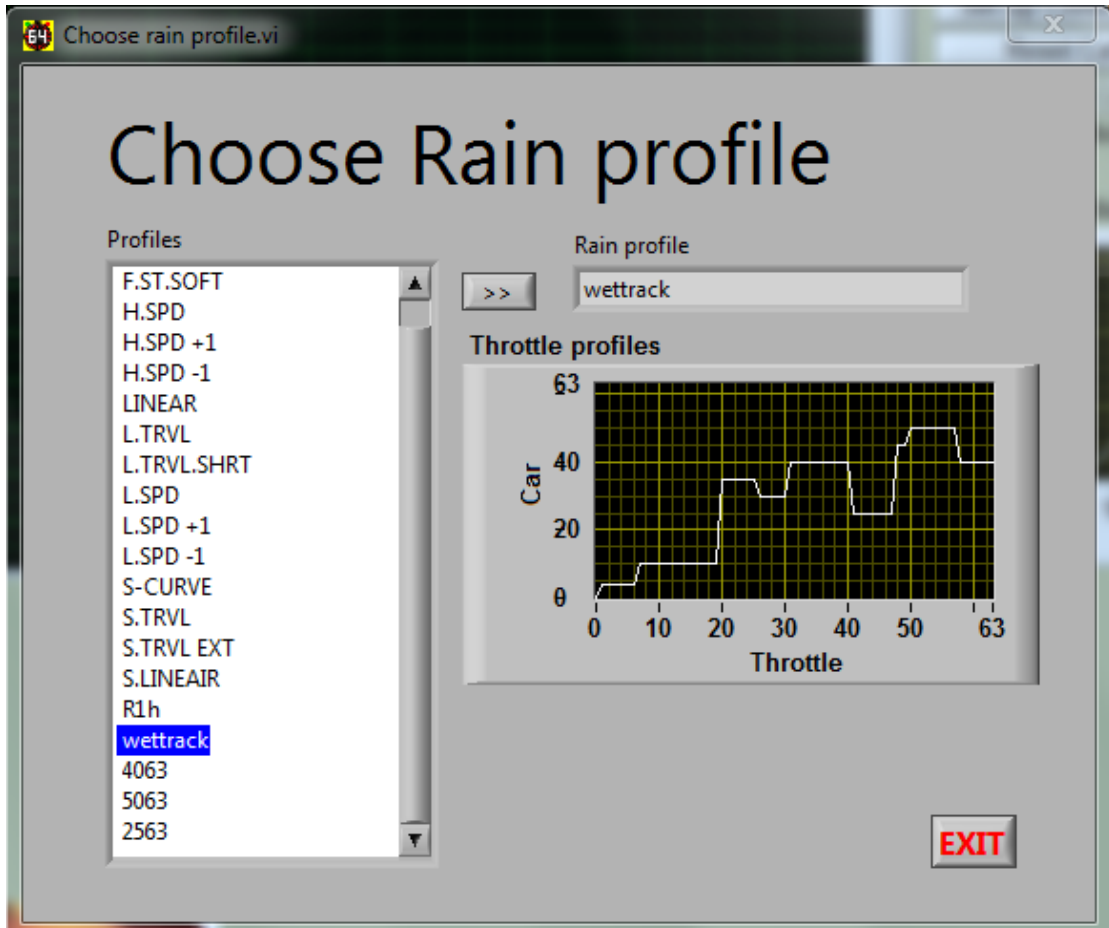 64 Choose rain profile.vi
Choose Rain profile
Profiles
F.ST.SOFT
H.SPD
H.SPD +1
H.SPD -1
LINEAR
L.TRVL
L.TRVL.SHRT
L.SPD
L.SPD +1
L.SPD -1
S-CURVE
S.TRVL
S.TRVL EXT
S.LINEAIR
R1h
wettrack
4063
5063
2563
>>
Rain profile
wettrack
Throttle profiles
63
40
20
0
Car
0 10 20 30 40 50 63
Throttle
EXIT